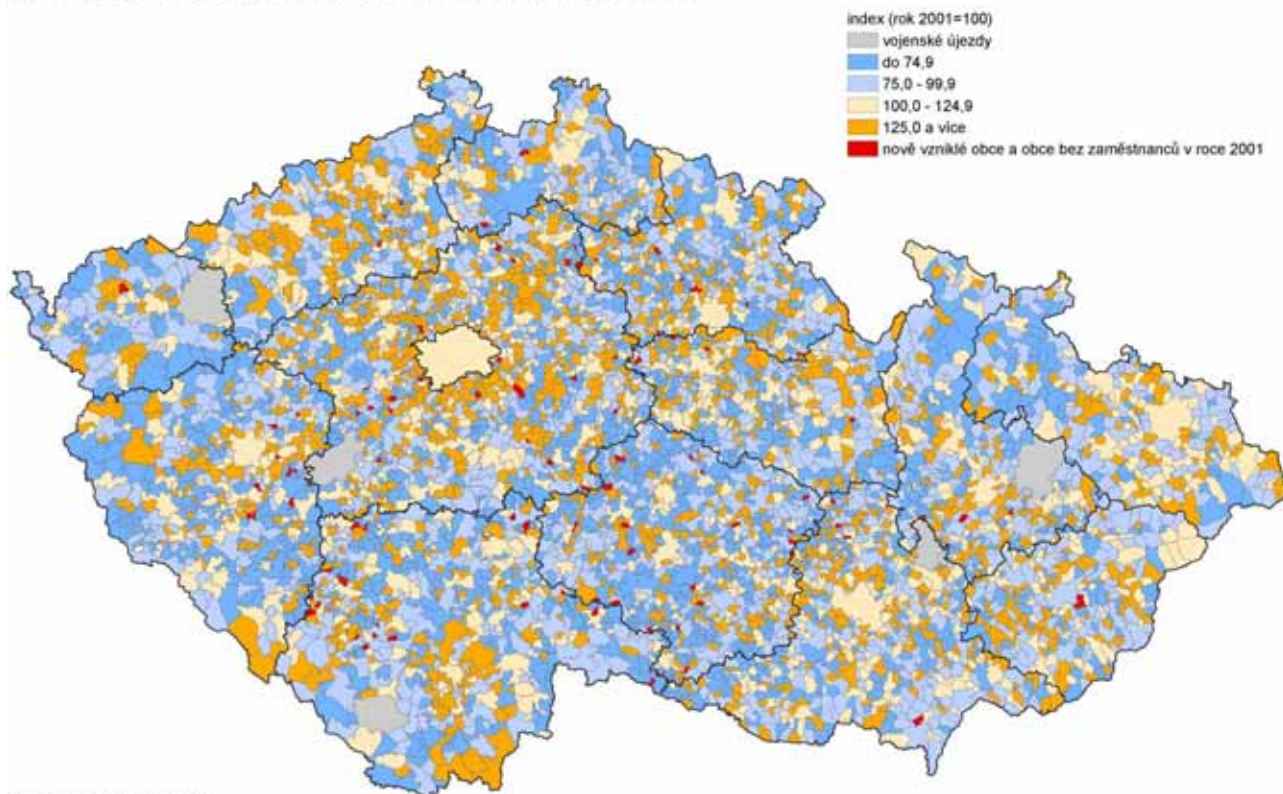 index (rok 2001=100)
vojenské újezdy
do 74,9
75,0 - 99,9
100,0 - 124,9
125,0 a více
nově vzniklé obce a obce bez zaměstnanců v roce 2001